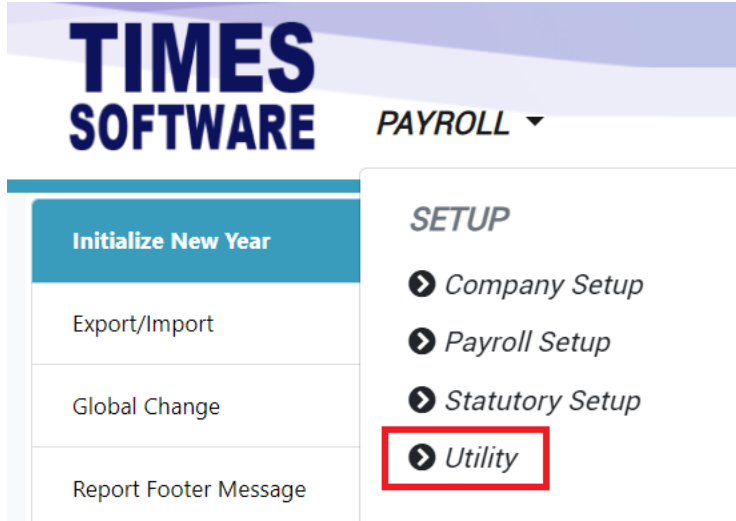 TIMES
SOFTWARE
PAYROLL
Initialize New Year
Export/Import
Global Change
Report Footer Message
SETUP
Company Setup
Payroll Setup
Statutory Setup
Utility